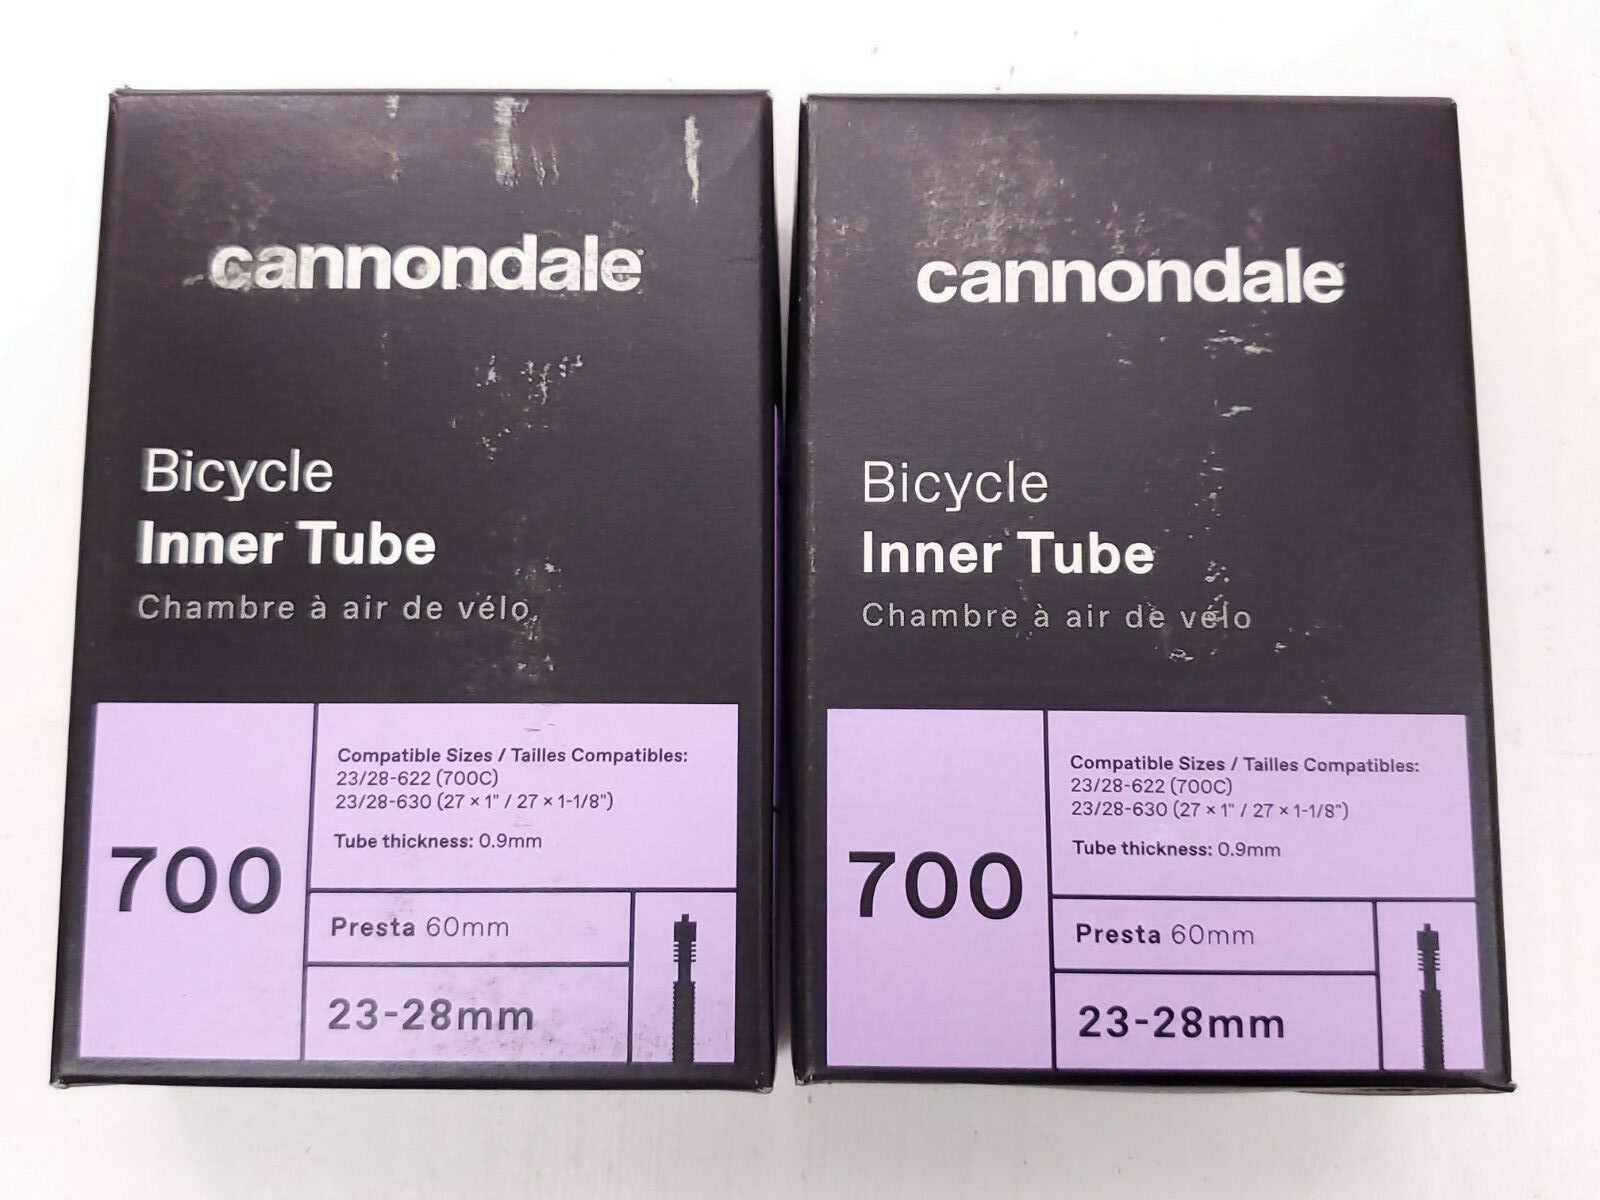 cannondale
Bicycle
Inner Tube
Chambre à air de vélo
700
Compatible Sizes / Tailles Compatibles:
23/28-622 (700C)
23/28-630 (27 × 1" / 27 × 1-1/8")
Tube thickness: 0.9mm
Presta 60mm
23-28mm
cannondale
Bicycle
Inner Tube
Chambre à air de vélo
700
Compatible Sizes / Tailles Compatibles:
23/28-622 (700C)
23/28-630 (27 × 1" / 27 × 1-1/8")
Tube thickness: 0.9mm
Presta 60mm
23-28mm